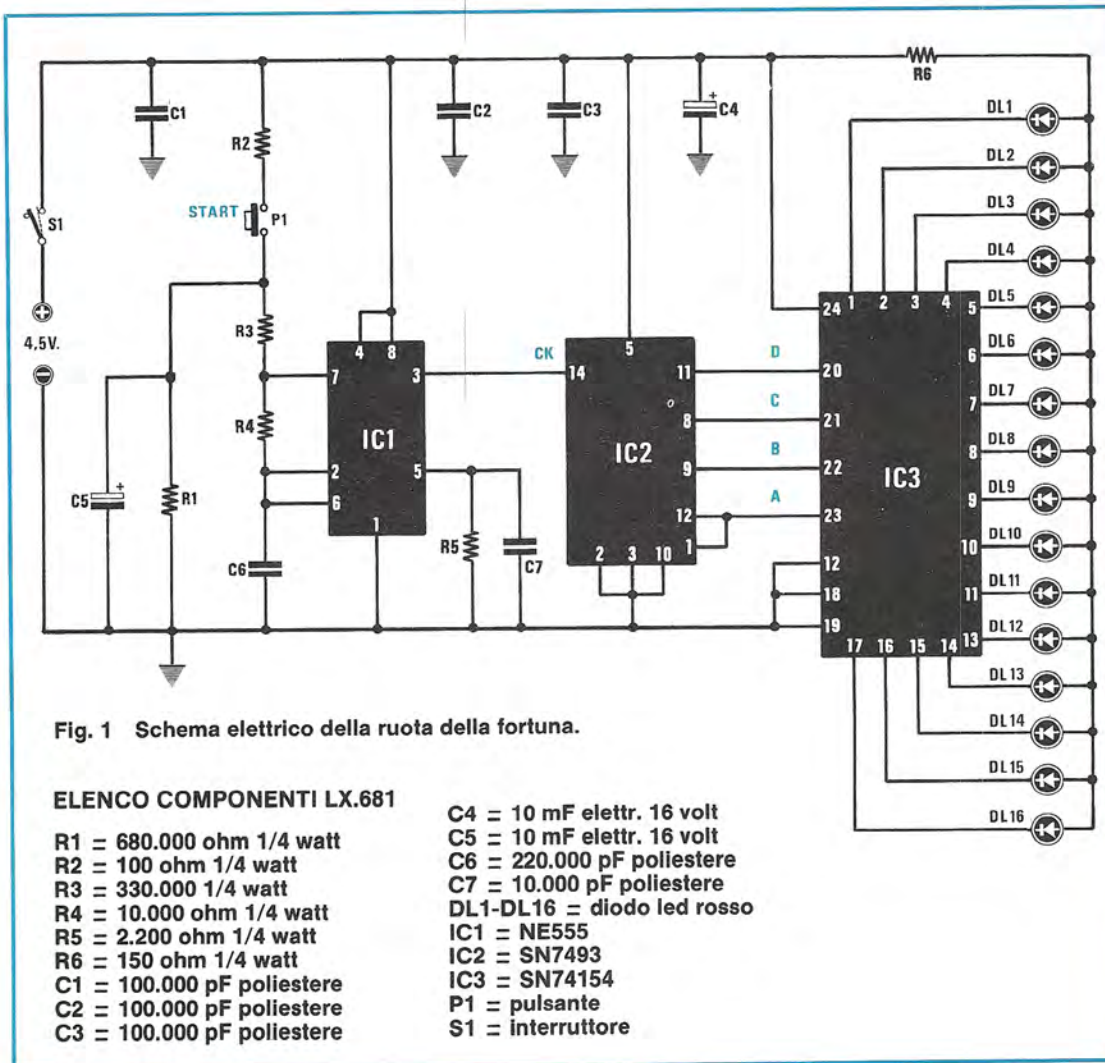 C1
R2
C2
C3
C4
+
R6
DL1
DL2
DL3
DL4
DL5
DL6
DL7
DL8
DL9
DL10
DL11
DL12
DL13
DL14
DL15
DL16
S1
START
P1
4,5V.
R3
R4
C5
+
R1
C6
4 8
7 3
IC1
2 5
6
1
R5
C7
CK
5
14 11
8
IC2
9
12
1
2 3 10
D
C
B
A
1 2 3 4
24 5
6
20
7
21 8
IC3
22 9
23
10
12 11
18
19 13
17 16 15 14
Fig. 1 Schema elettrico della ruota della fortuna.
ELENCO COMPONENTI LX.681
R1 = 680.000 ohm 1/4 watt
R2 = 100 ohm 1/4 watt
R3 = 330.000 1/4 watt
R4 = 10.000 ohm 1/4 watt
R5 = 2.200 ohm 1/4 watt
R6 = 150 ohm 1/4 watt
C1 = 100.000 pF poliestere
C2 = 100.000 pF poliestere
C3 = 100.000 pF poliestere
C4 = 10 mF elettr. 16 volt
C5 = 10 mF elettr. 16 volt
C6 = 220.000 pF poliestere
C7 = 10.000 pF poliestere
DL1-DL16 = diodo led rosso
IC1 = NE555
IC2 = SN7493
IC3 = SN74154
P1 = pulsante
S1 = interruttore